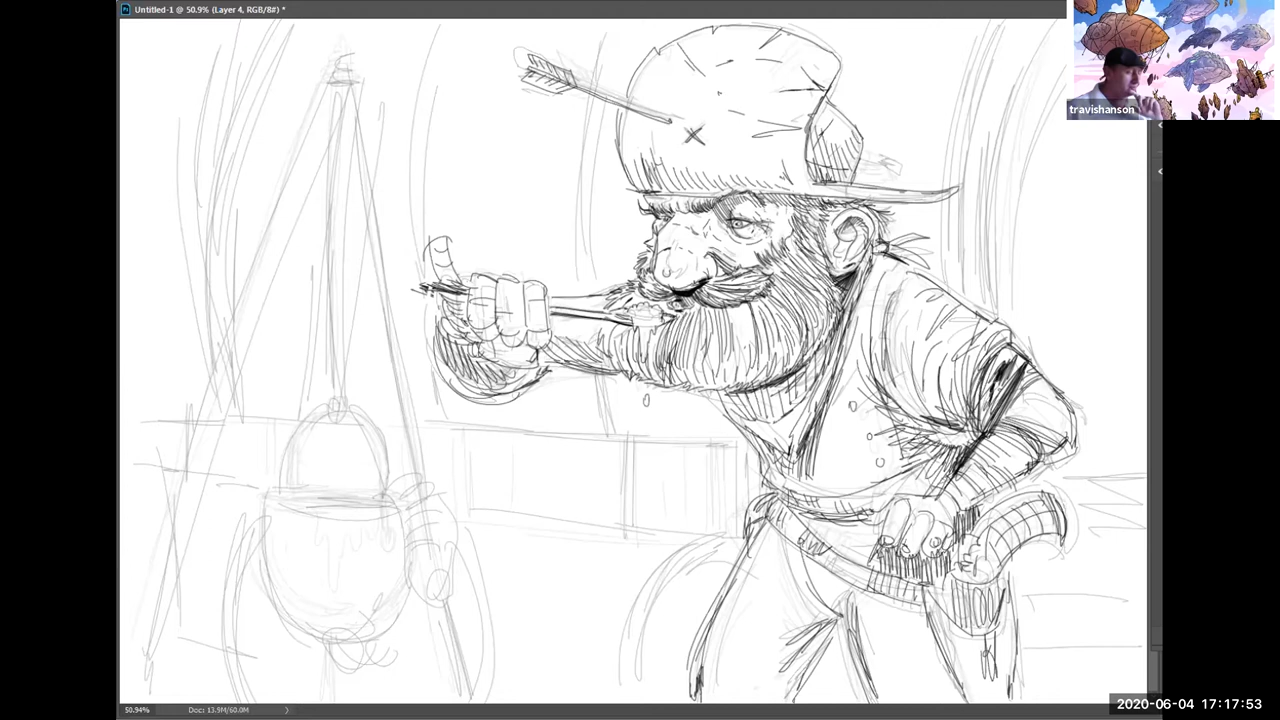 Untitled-1 @ 50.9% (Layer 4, RGB/8#) *
travishanson
50.94%
Doc: 13.9M/60.0M
2020-06-04 17:17:53